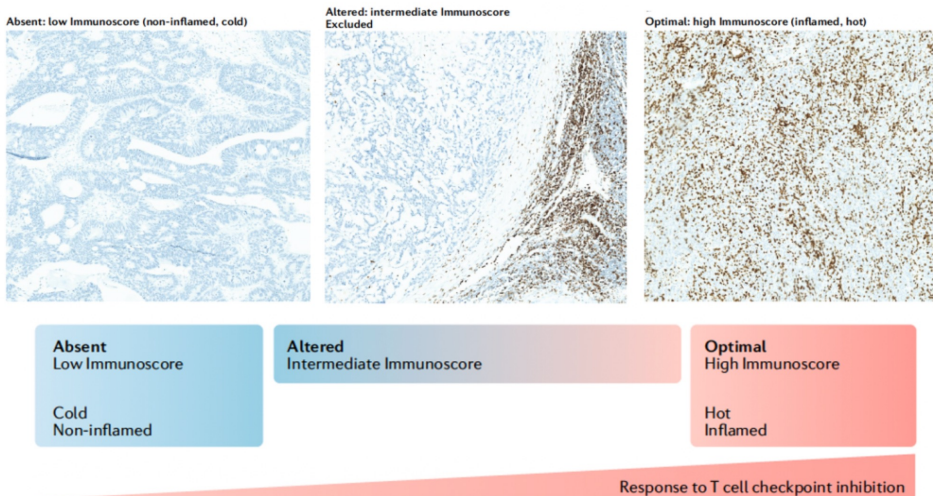 Absent: low Immunoscore (non-inflamed, cold)
Altered: intermediate Immunoscore
Excluded
Optimal: high Immunoscore (inflamed, hot)
Absent
Low Immunoscore
Cold
Non-inflamed
Altered
Intermediate Immunoscore
Optimal
High Immunoscore
Hot
Inflamed
Response to T cell checkpoint inhibition